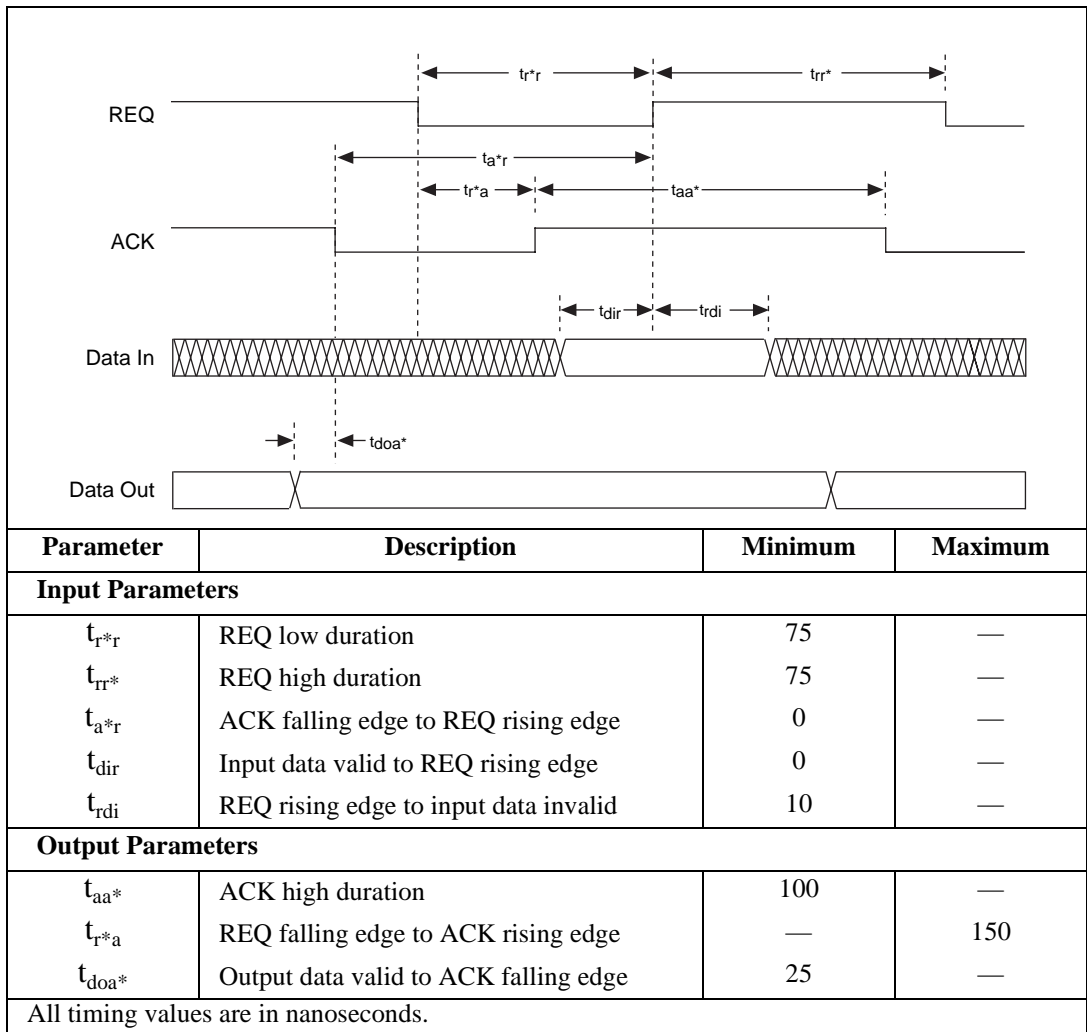 tr*r trr*
REQ
ta*r
tr*a taa*
ACK
tdir trdi
Data In
tdoa*
Data Out
Parameter Description Minimum Maximum
Input Parameters
tr*r REQ low duration 75 —
trr* REQ high duration 75 —
ta*r ACK falling edge to REQ rising edge 0 —
tdir Input data valid to REQ rising edge 0 —
trdi REQ rising edge to input data invalid 10 —
Output Parameters
taa* ACK high duration 100 —
tr*a REQ falling edge to ACK rising edge — 150
tdoa* Output data valid to ACK falling edge 25 —
All timing values are in nanoseconds.